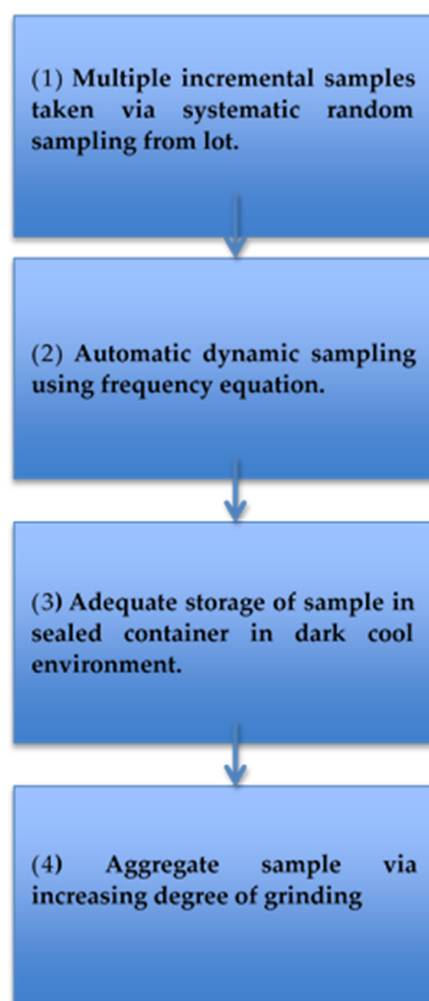 (1) Multiple incremental samples
taken via systematic random
sampling from lot.
(2) Automatic dynamic sampling
using frequency equation.
(3) Adequate storage of sample in
sealed container in dark cool
environment.
(4) Aggregate sample via
increasing degree of grinding